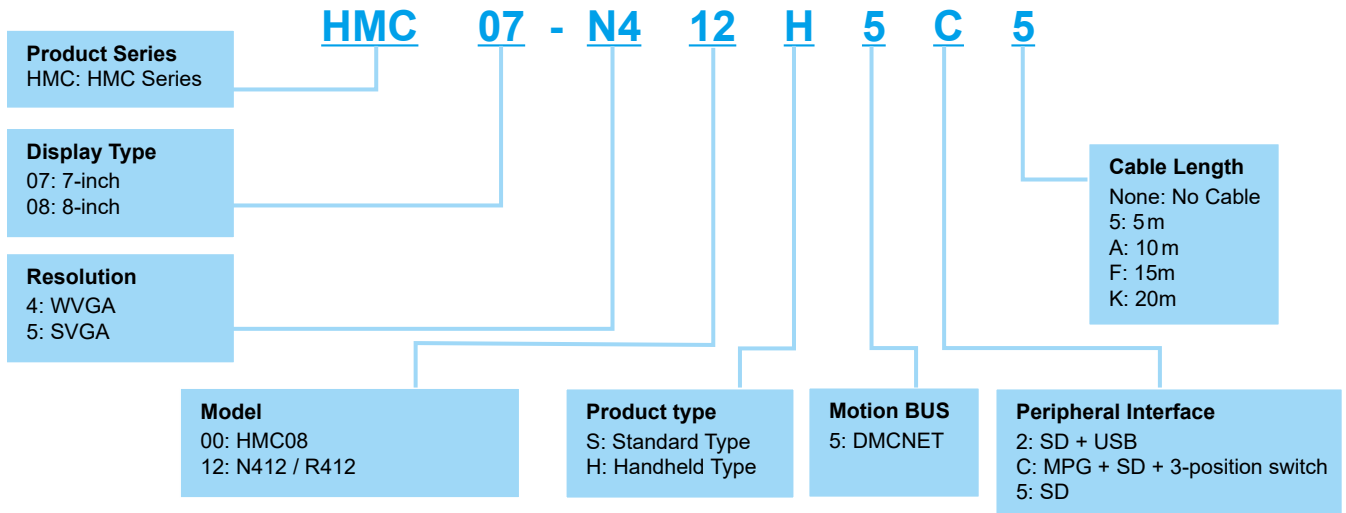 HMC 07 - N4 12 H 5 C 5
Product Series
HMC: HMC Series
Display Type
07: 7-inch
08: 8-inch
Resolution
4: WVGA
5: SVGA
Model
00: HMC08
12: N412 / R412
Product type
S: Standard Type
H: Handheld Type
Motion BUS
5: DMCNET
Peripheral Interface
2: SD + USB
C: MPG + SD + 3-position switch
5: SD
Cable Length
None: No Cable
5: 5 m
A: 10 m
F: 15m
K: 20m